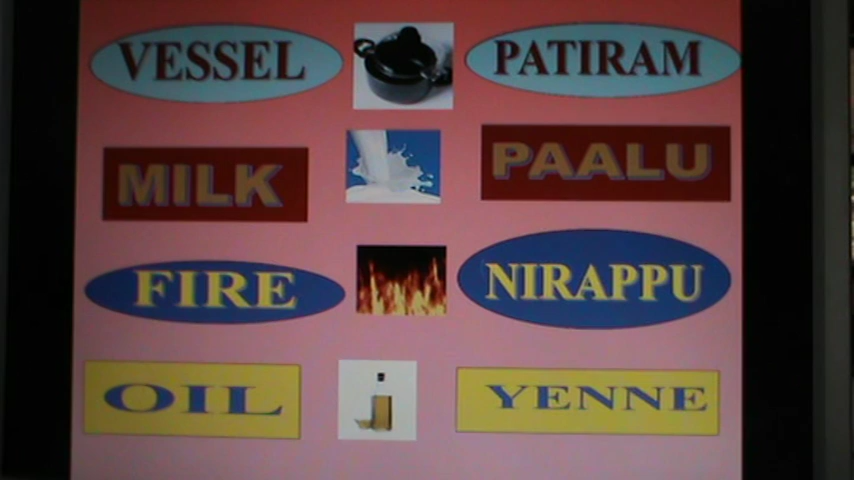 VESSEL PATIRAM
MILK PAALU
FIRE NIRAPPU
OIL YENNE